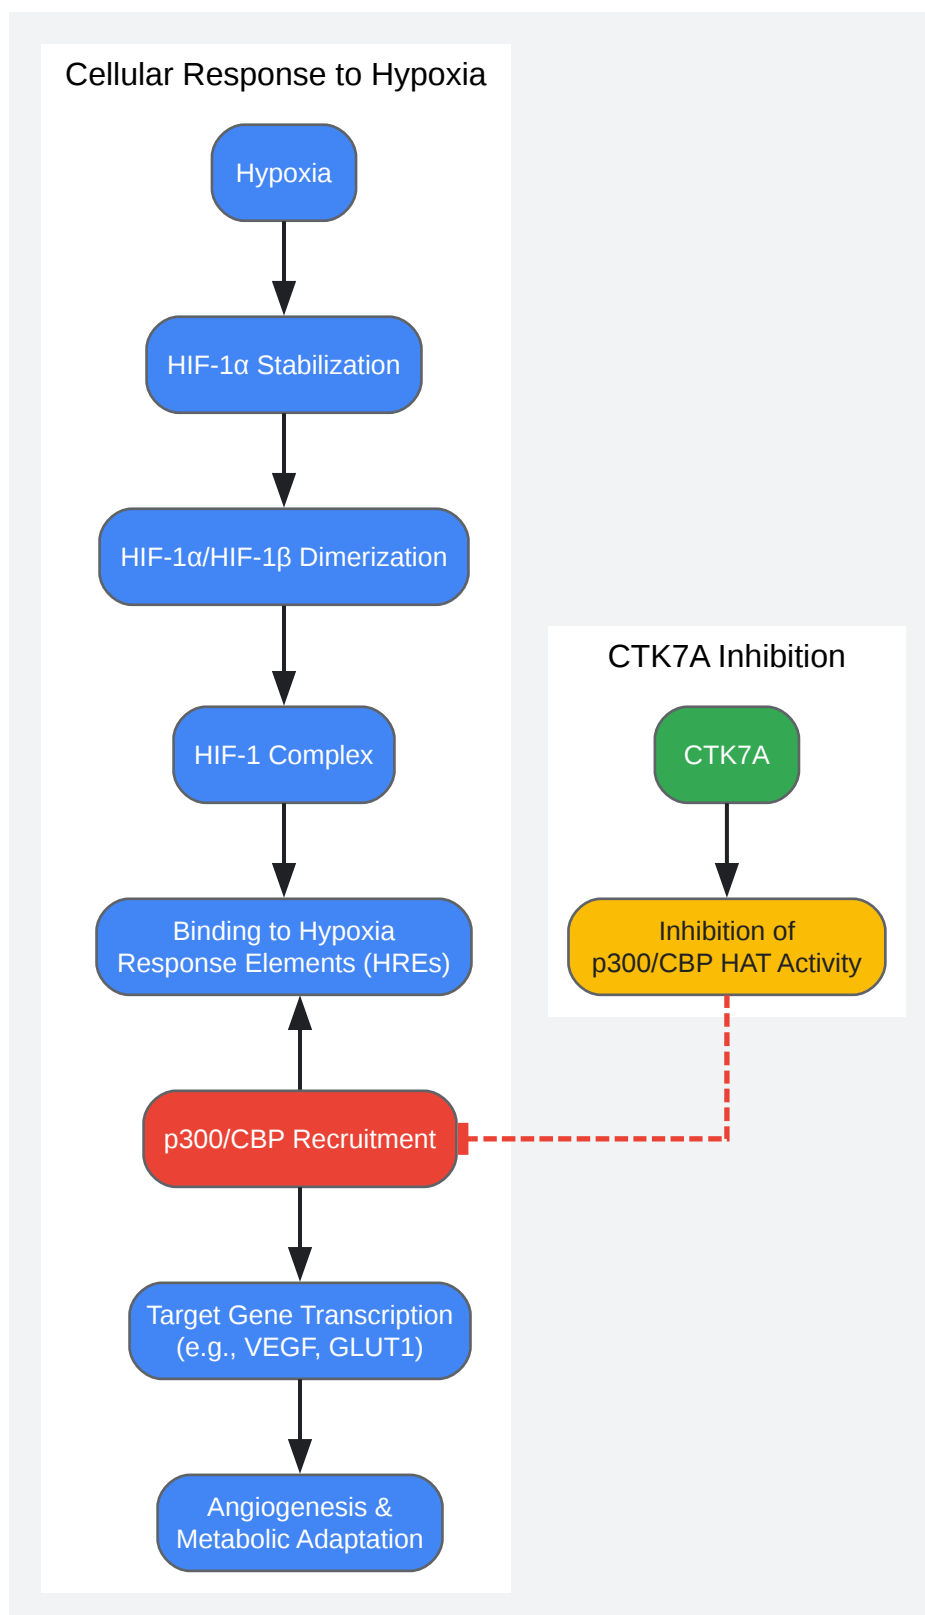 Cellular Response to Hypoxia
Hypoxia
HIF-1α Stabilization
HIF-1α/HIF-1β Dimerization
HIF-1 Complex
Binding to Hypoxia
Response Elements (HREs)
p300/CBP Recruitment
Target Gene Transcription
(e.g., VEGF, GLUT1)
Angiogenesis &
Metabolic Adaptation
CTK7A Inhibition
CTK7A
Inhibition of
p300/CBP HAT Activity